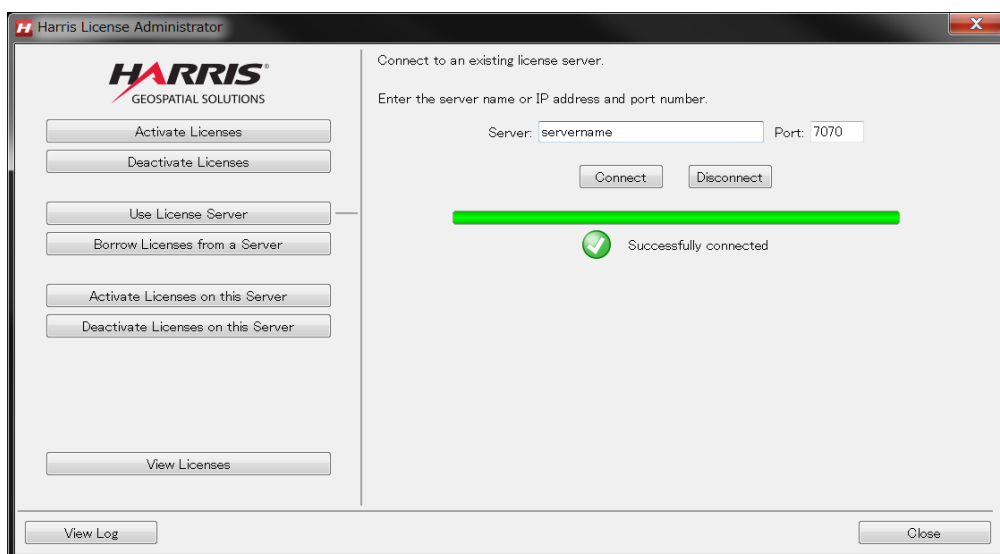 Harris License Administrator
HARRIS®
GEOSPATIAL SOLUTIONS
Activate Licenses
Deactivate Licenses
Use License Server
Borrow Licenses from a Server
Activate Licenses on this Server
Deactivate Licenses on this Server
View Licenses
Connect to an existing license server.
Enter the server name or IP address and port number.
Server: servername Port: 7070
Connect Disconnect
Successfully connected
View Log Close